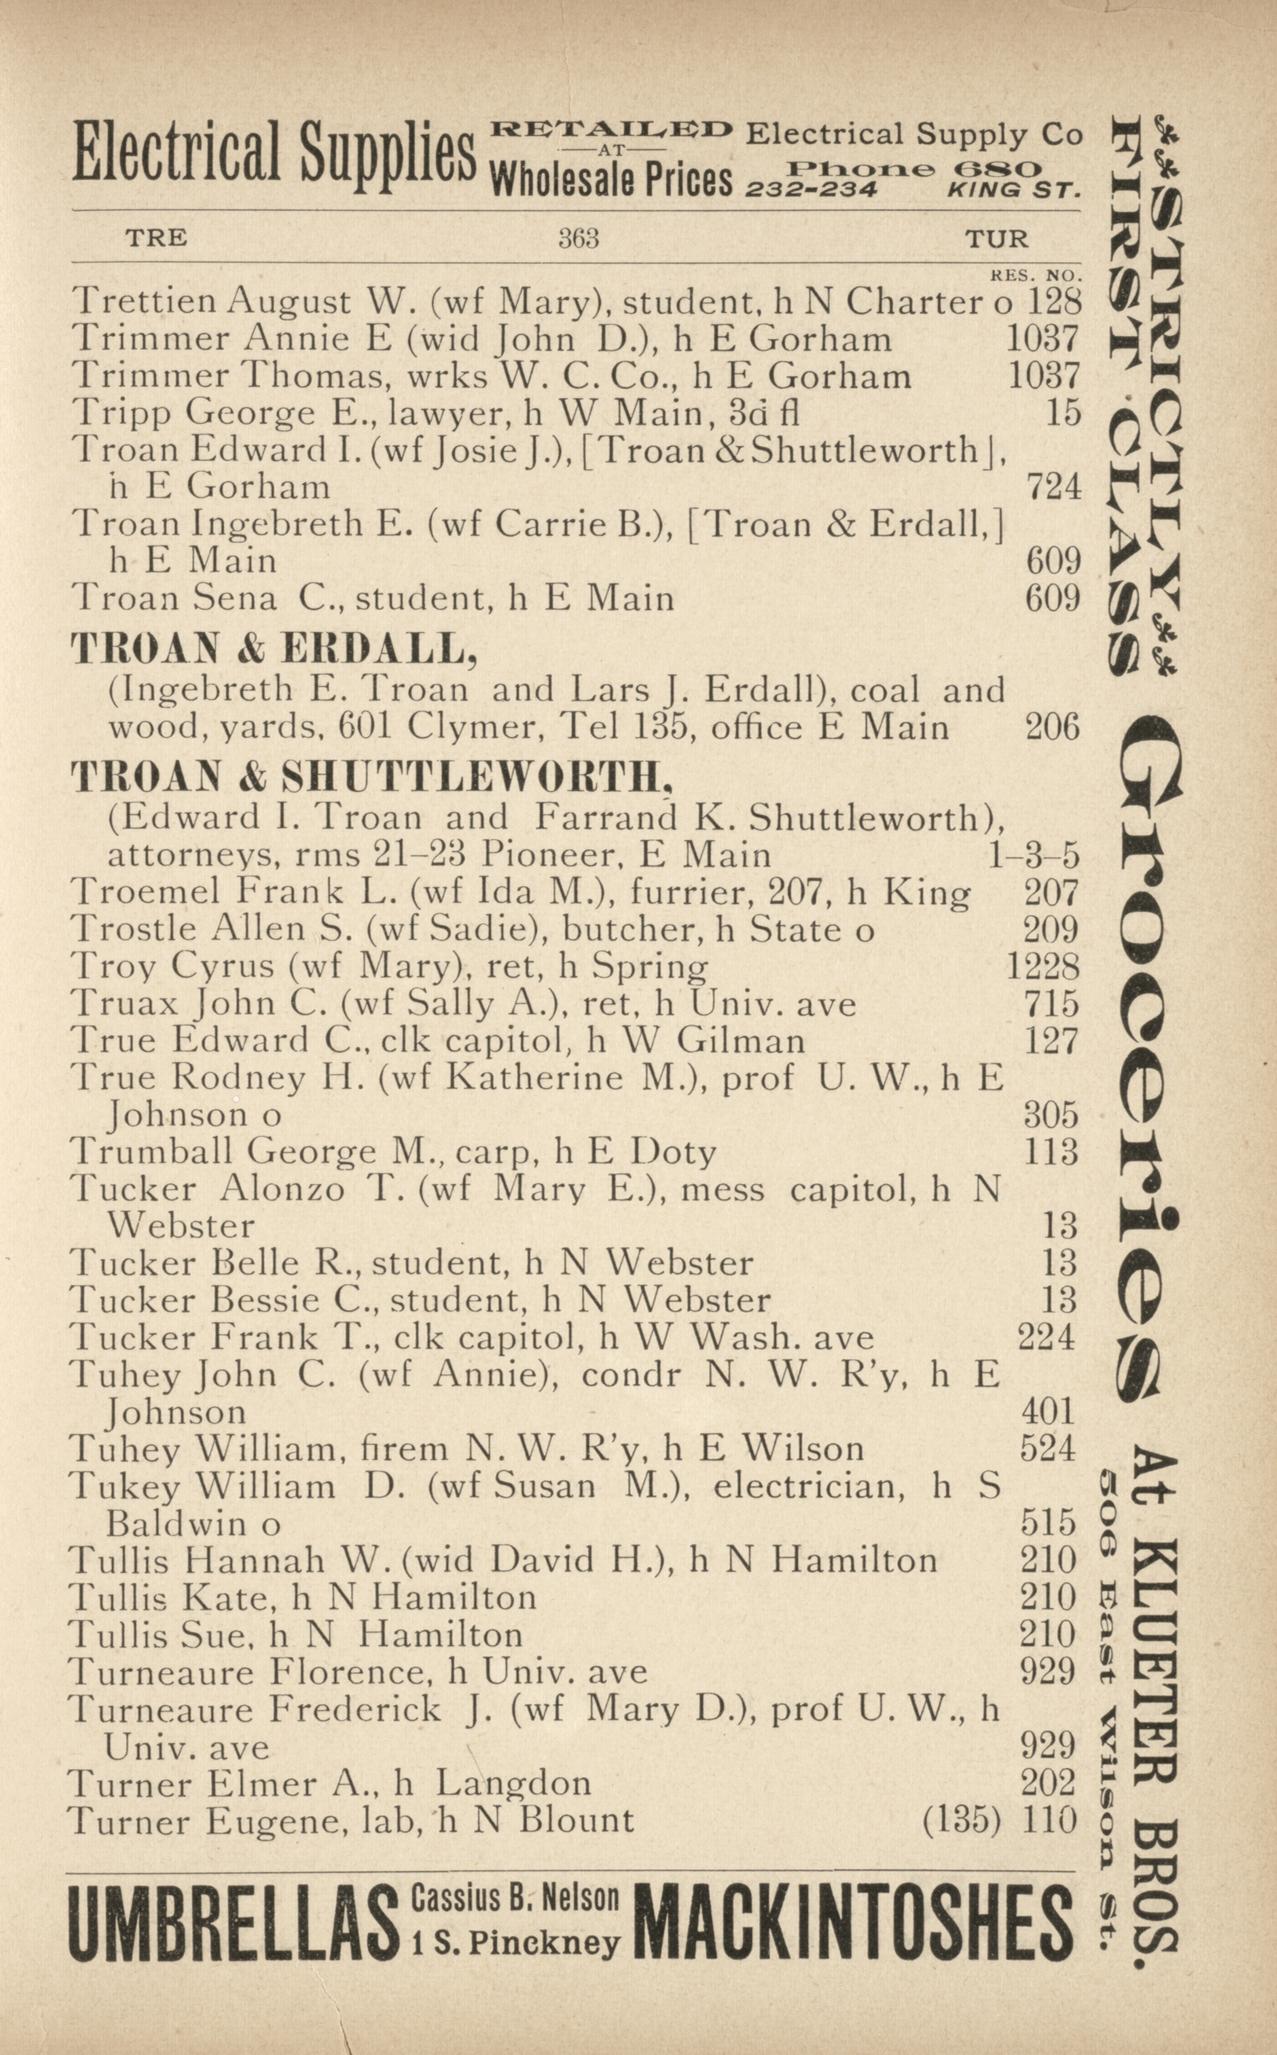 Electrical Supplies RETAILED AT Wholesale Prices Electrical Supply Co Phone 680 232-234 KING ST.
TRE 363 TUR
RES. NO.
Trettien August W. (wf Mary), student, h N Charter o 128
Trimmer Annie E (wid John D.), h E Gorham 1037
Trimmer Thomas, wrks W. C. Co., h E Gorham 1037
Tripp George E., lawyer, h W Main, 3d fl 15
Troan Edward I. (wf Josie J.), [Troan & Shuttleworth],
h E Gorham 724
Troan Ingebreth E. (wf Carrie B.), [Troan & Erdall,]
h E Main 609
Troan Sena C., student, h E Main 609
TROAN & ERDALL,
(Ingebreth E. Troan and Lars J. Erdall), coal and
wood, yards, 601 Clymer, Tel 135, office E Main 206
TROAN & SHUTTLEWORTH,
(Edward I. Troan and Farrand K. Shuttleworth),
attorneys, rms 21–23 Pioneer, E Main 1–3–5
Troemel Frank L. (wf Ida M.), furrier, 207, h King 207
Trostle Allen S. (wf Sadie), butcher, h State o 209
Troy Cyrus (wf Mary), ret, h Spring 1228
Truax John C. (wf Sally A.), ret, h Univ. ave 715
True Edward C., clk capitol, h W Gilman 127
True Rodney H. (wf Katherine M.), prof U. W., h E
Johnson o 305
Trumball George M., carp, h E Doty 113
Tucker Alonzo T. (wf Mary E.), mess capitol, h N
Webster 13
Tucker Belle R., student, h N Webster 13
Tucker Bessie C., student, h N Webster 13
Tucker Frank T., clk capitol, h W Wash. ave 224
Tuhey John C. (wf Annie), condr N. W. R'y, h E
Johnson 401
Tuhey William, firem N. W. R'y, h E Wilson 524
Tukey William D. (wf Susan M.), electrician, h S
Baldwin o 515
Tullis Hannah W. (wid David H.), h N Hamilton 210
Tullis Kate, h N Hamilton 210
Tullis Sue, h N Hamilton 210
Turneaure Florence, h Univ. ave 929
Turneaure Frederick J. (wf Mary D.), prof U. W., h
Univ. ave 929
Turner Elmer A., h Langdon 202
Turner Eugene, lab, h N Blount (135) 110
UMBRELLAS Cassius B. Nelson 1 S. Pinckney MACKINTOSHES
STRICTLY
FIRST CLASS
Groceries
At KLUETER BROS.
506 East Wilson St.